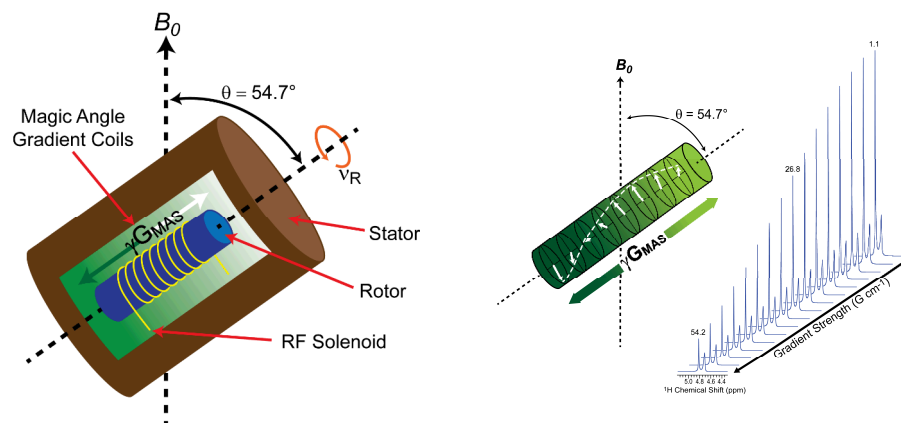 B₀
θ = 54.7°
Magic Angle
Gradient Coils
νR
γGMAS
Stator
Rotor
RF Solenoid
B₀
θ = 54.7°
γGMAS
1.1
26.8
54.2
Gradient Strength (G cm⁻¹)
5.0 4.8 4.6 4.4
¹H Chemical Shift (ppm)